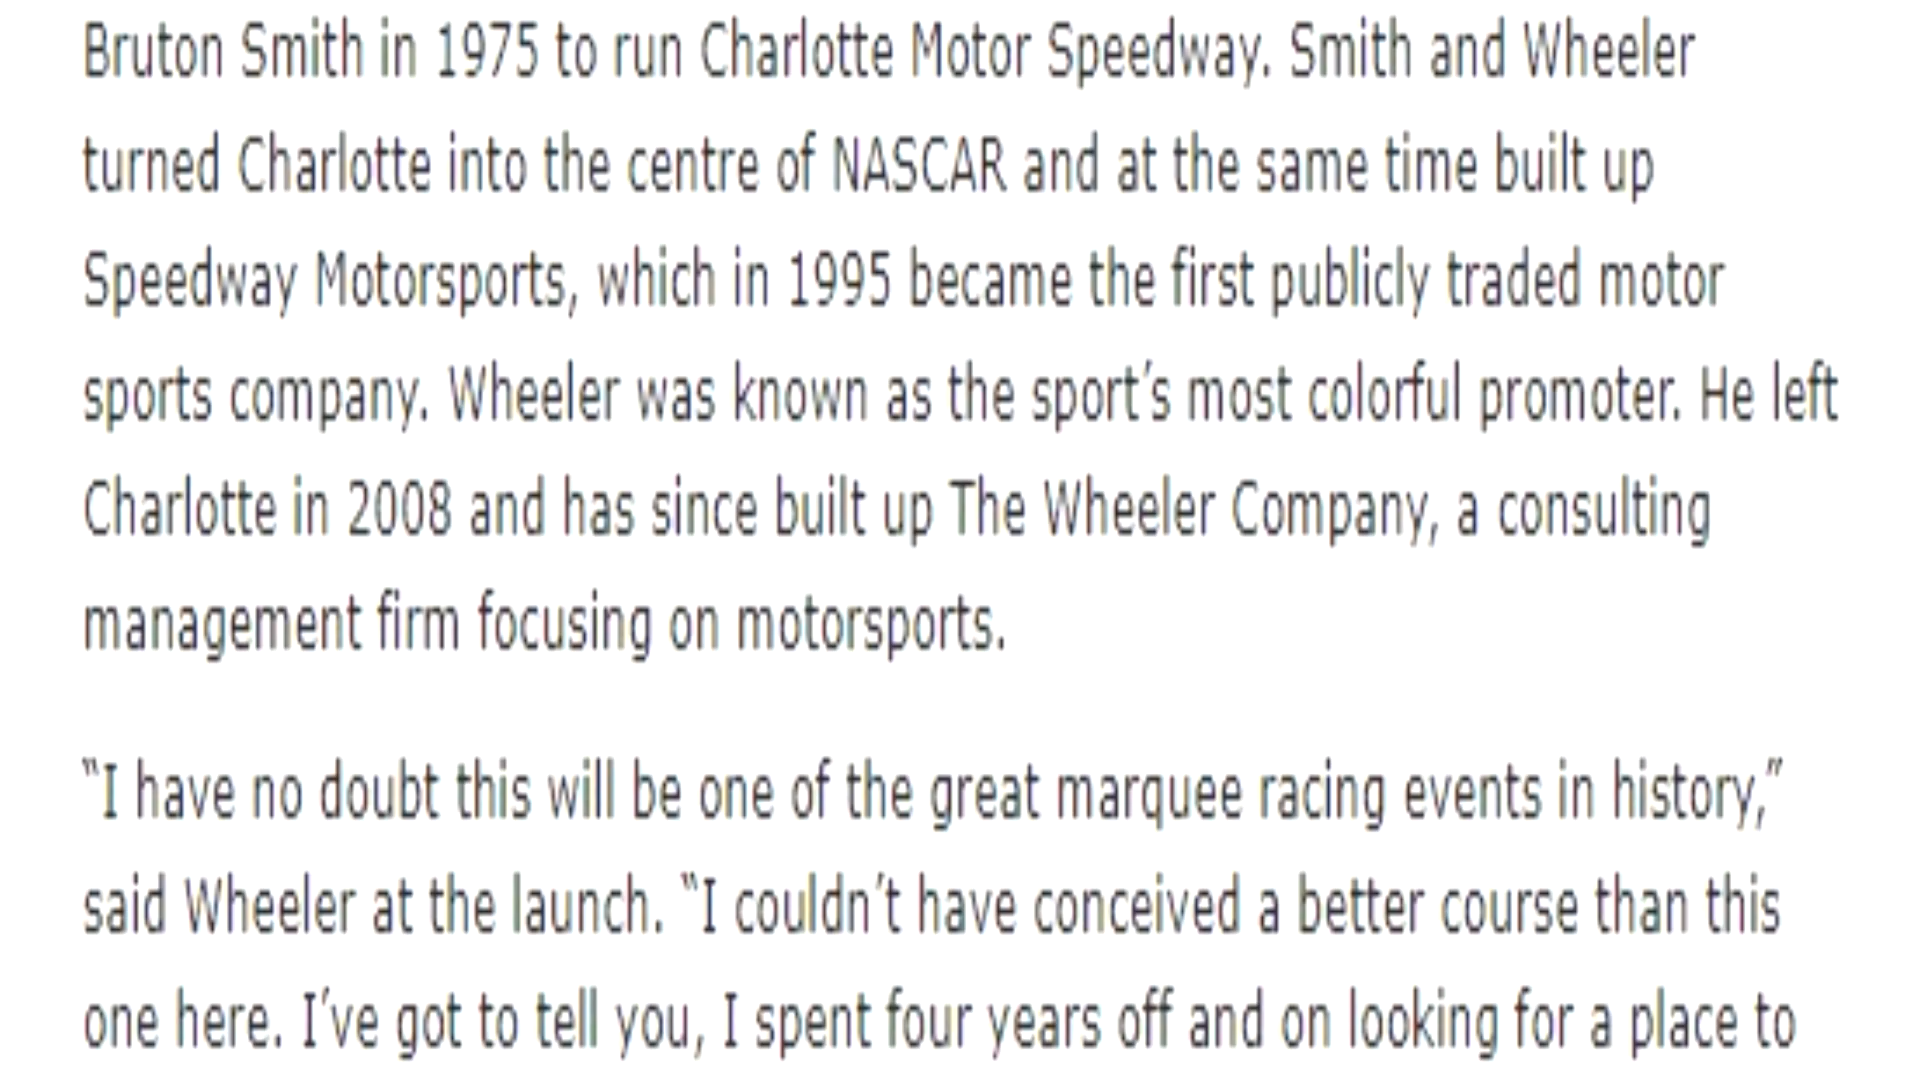 Bruton Smith in 1975 to run Charlotte Motor Speedway. Smith and Wheeler
turned Charlotte into the centre of NASCAR and at the same time built up
Speedway Motorsports, which in 1995 became the first publicly traded motor
sports company. Wheeler was known as the sport’s most colorful promoter. He left
Charlotte in 2008 and has since built up The Wheeler Company, a consulting
management firm focusing on motorsports.
“I have no doubt this will be one of the great marquee racing events in history,”
said Wheeler at the launch. “I couldn’t have conceived a better course than this
one here. I’ve got to tell you, I spent four years off and on looking for a place to